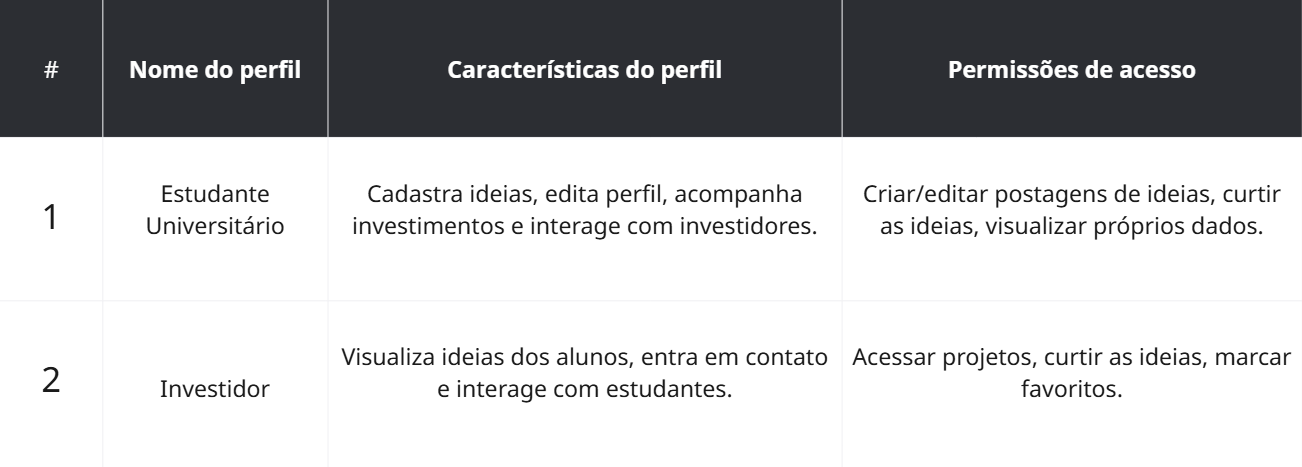 # Nome do perfil Características do perfil Permissões de acesso
1
Estudante
Universitário
Cadastra ideias, edita perfil, acompanha
investimentos e interage com investidores.
Criar/editar postagens de ideias, curtir
as ideias, visualizar próprios dados.
2
Investidor
Visualiza ideias dos alunos, entra em contato
e interage com estudantes.
Acessar projetos, curtir as ideias, marcar
favoritos.